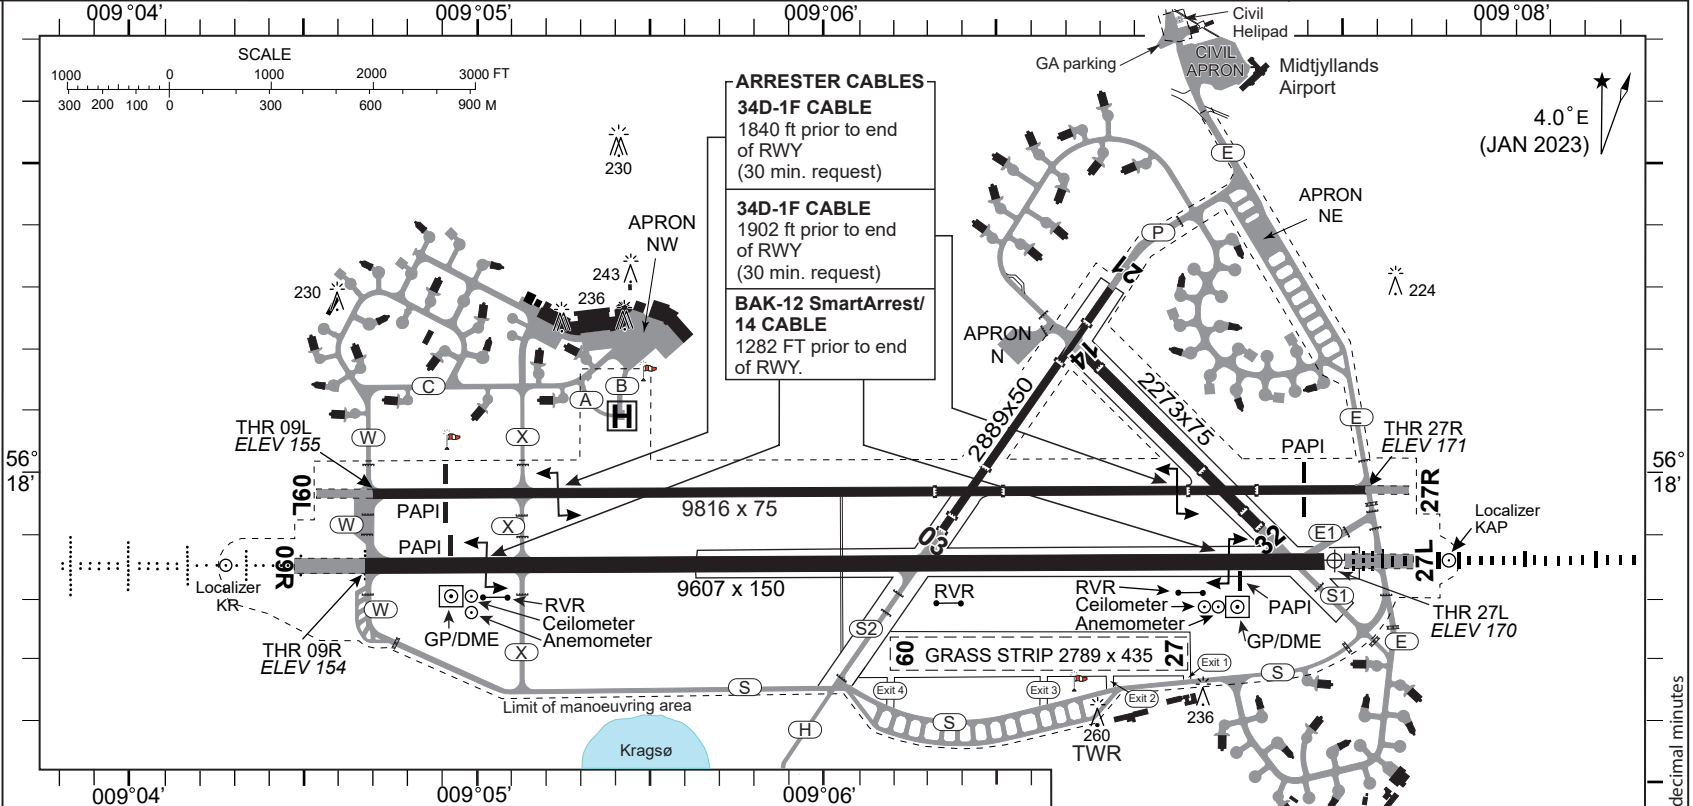 009°04’
009°05’
009°06’
009°08’
SCALE
1000 0 1000 2000 3000 FT
300 200 100 0 300 600 900 M
ARRESTER CABLES
34D-1F CABLE
1840 ft prior to end
of RWY
(30 min. request)
34D-1F CABLE
1902 ft prior to end
of RWY
(30 min. request)
BAK-12 SmartArrest/
14 CABLE
1282 FT prior to end
of RWY.
Civil
Helipad
GA parking
CIVIL
APRON
Midtjyllands
Airport
4.0° E
(JAN 2023)
E
230
APRON
NW
243
236
230
APRON
NE
P
224
21
APRON
N
14
C
A
B
H
E
2889x50
2273x75
THR 09L
ELEV 155
W
X
PAPI
THR 27R
ELEV 171
56°
18’
56°
18’
09L
27R
9816 x 75
PAPI
W
X
PAPI
03
32
E1
Localizer
KAP
09R
27L
Localizer
KR
9607 x 150
W
RVR
Ceilometer
Anemometer
GP/DME
RVR
RVR
Ceilometer
Anemometer
PAPI
GP/DME
S1
THR 27L
ELEV 170
THR 09R
ELEV 154
X
S2
09
GRASS STRIP 2789 x 435
27
E
Exit 1
S
S
Exit 4
Exit 3
Exit 2
Limit of manoeuvring area
S
236
H
260
TWR
Kragsø
decimal minutes
009°04’
009°05’
009°06’